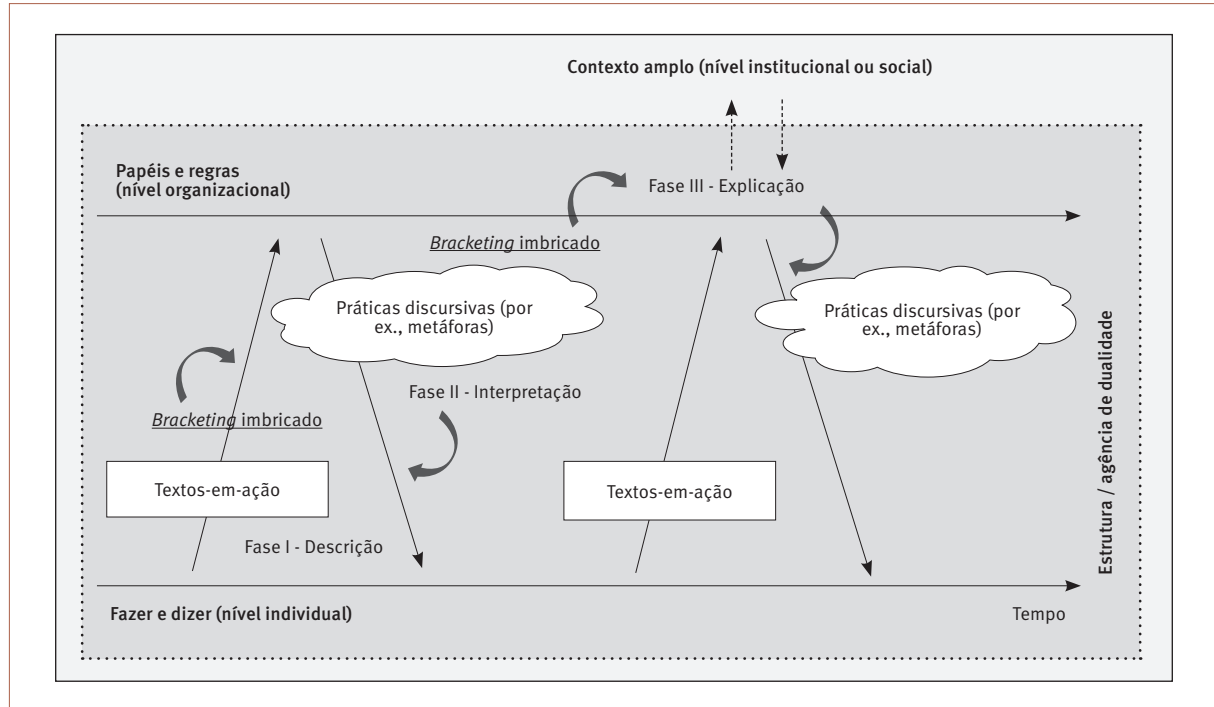 Contexto amplo (nível institucional ou social)
Papéis e regras
(nível organizacional)
Fase III - Explicação
Bracketing imbricado
Práticas discursivas (por
ex., metáforas)
Práticas discursivas (por
ex., metáforas)
Fase II - Interpretação
Bracketing imbricado
Textos-em-ação
Textos-em-ação
Fase I - Descrição
Estrutura / agência de dualidade
Fazer e dizer (nível individual)
Tempo